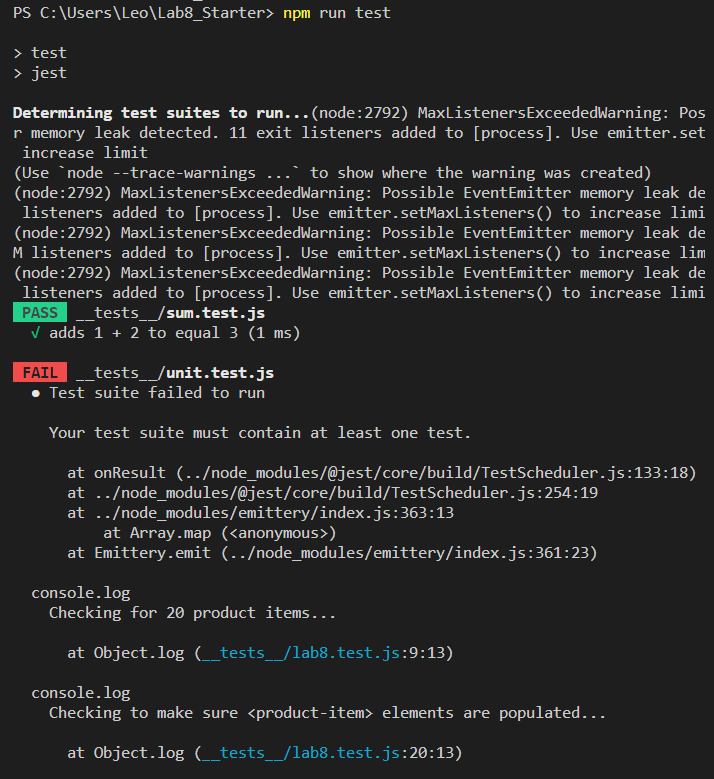 PS C:\Users\Leo\Lab8_Starter> npm run test
> test
> jest
Determining test suites to run...(node:2792) MaxListenersExceededWarning: Pos
r memory leak detected. 11 exit listeners added to [process]. Use emitter.set
increase limit
(Use `node --trace-warnings ...` to show where the warning was created)
(node:2792) MaxListenersExceededWarning: Possible EventEmitter memory leak de
listeners added to [process]. Use emitter.setMaxListeners() to increase limi
(node:2792) MaxListenersExceededWarning: Possible EventEmitter memory leak de
M listeners added to [process]. Use emitter.setMaxListeners() to increase lim
(node:2792) MaxListenersExceededWarning: Possible EventEmitter memory leak de
listeners added to [process]. Use emitter.setMaxListeners() to increase limi
PASS __tests__/sum.test.js
√ adds 1 + 2 to equal 3 (1 ms)
FAIL __tests__/unit.test.js
● Test suite failed to run
Your test suite must contain at least one test.
at onResult (../node_modules/@jest/core/build/TestScheduler.js:133:18)
at ../node_modules/@jest/core/build/TestScheduler.js:254:19
at ../node_modules/emittery/index.js:363:13
at Array.map (<anonymous>)
at Emittery.emit (../node_modules/emittery/index.js:361:23)
console.log
Checking for 20 product items...
at Object.log (__tests__/lab8.test.js:9:13)
console.log
Checking to make sure <product-item> elements are populated...
at Object.log (__tests__/lab8.test.js:20:13)